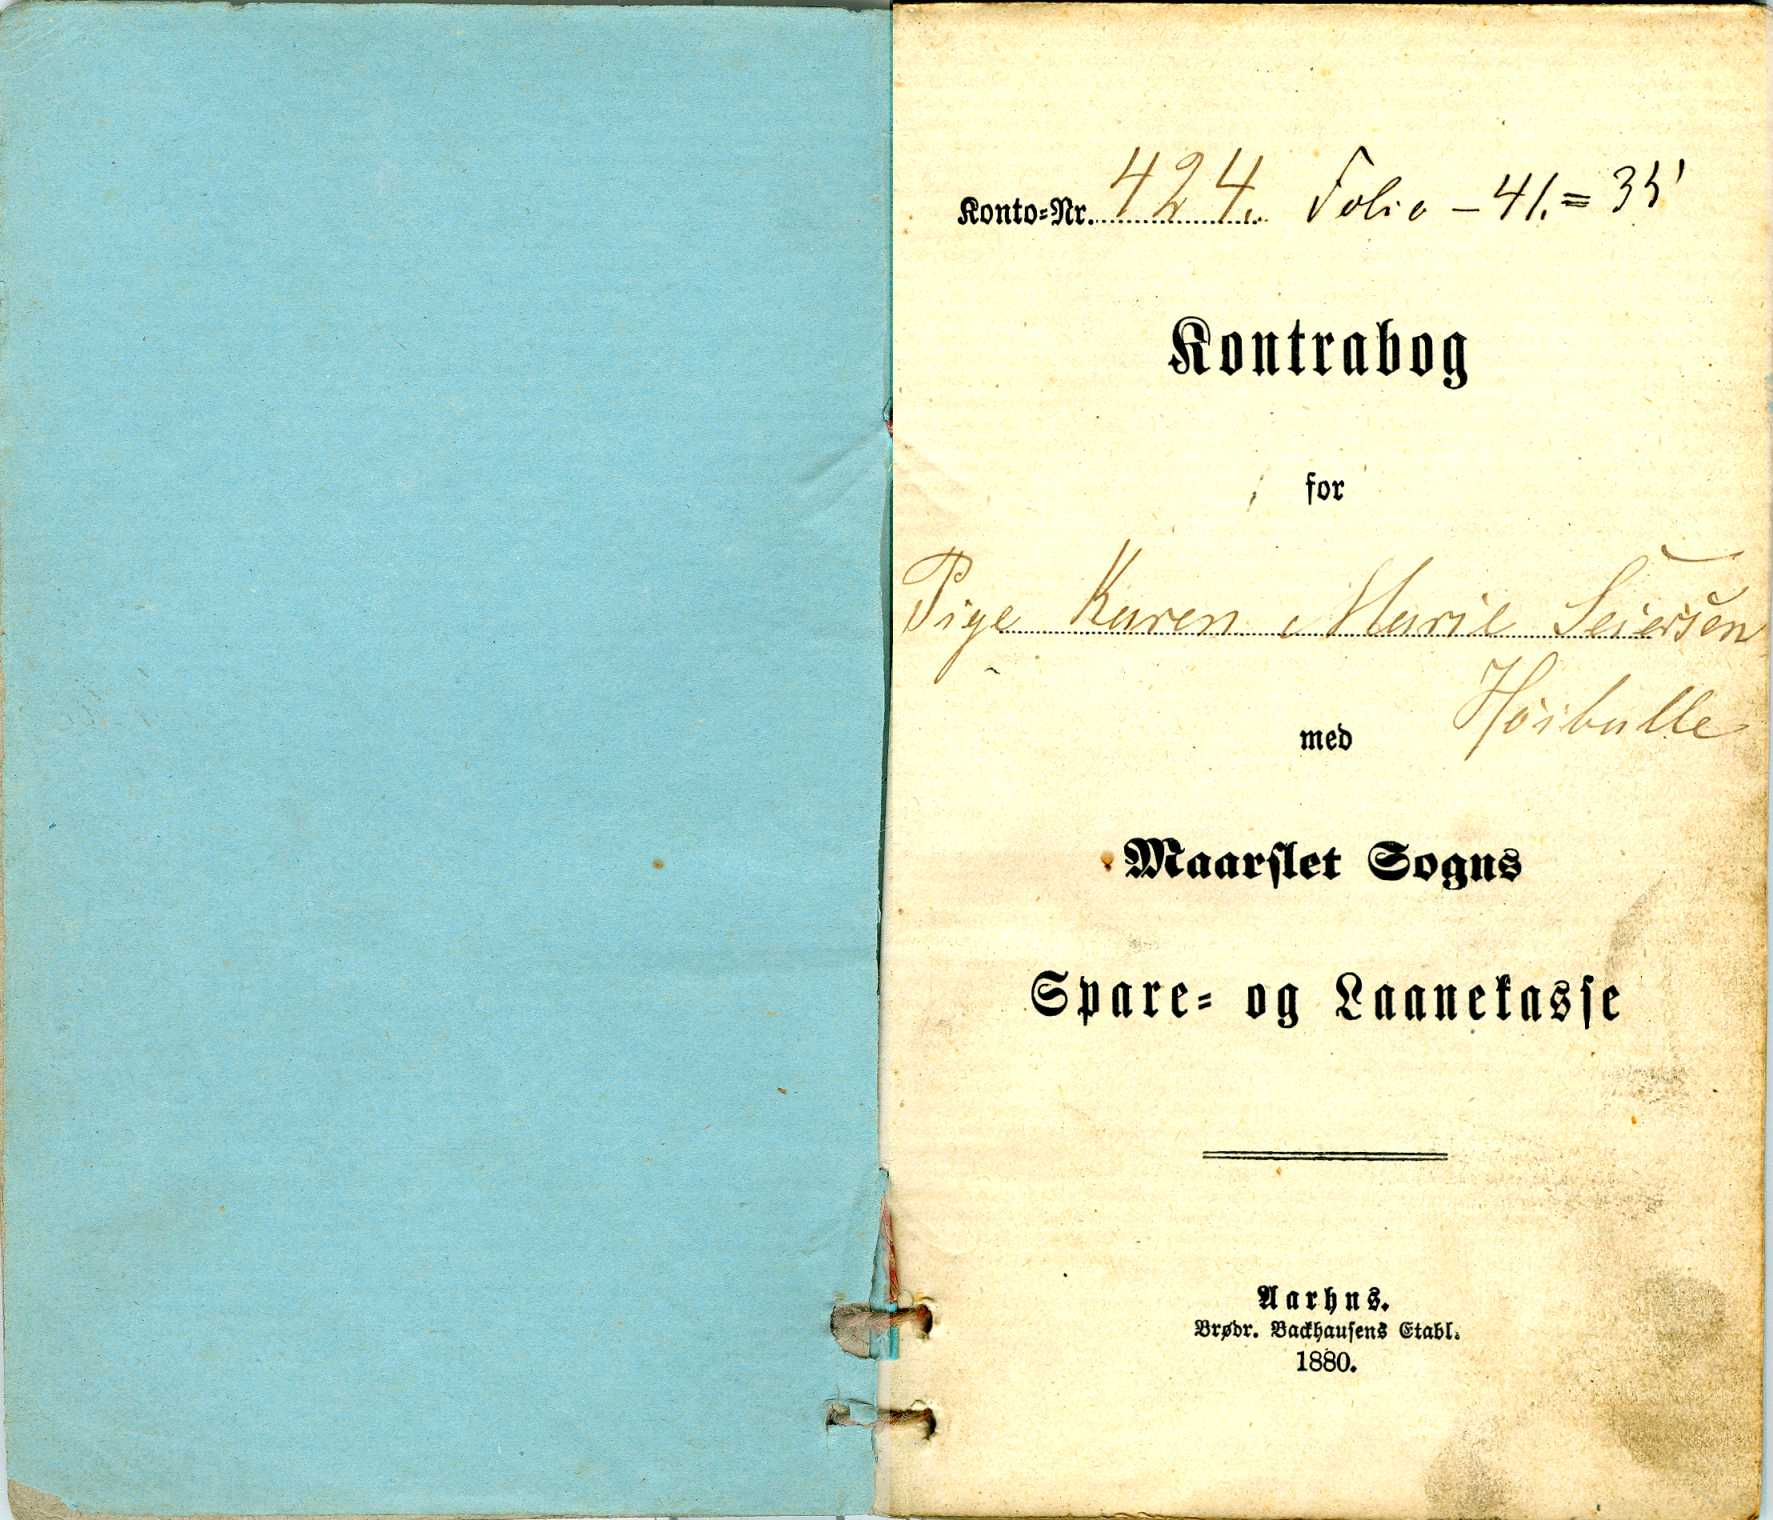 Konto-Nr. 424. Folio – 41. = 35
Kontrabog
for
Pige Karen Marie Seiersen
Höiballe
med
Maarslet Sogns
Spare- og Laanekasse
Aarhus.
Brødr. Backhausens Etabl.
1880.